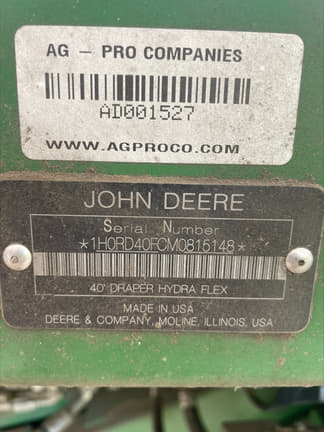 AG - PRO COMPANIES
AD001527
WWW.AGPROCO.COM
JOHN DEERE
Serial Number
*1H0RD40FCM0815148*
40' DRAPER HYDRA FLEX
MADE IN USA
DEERE & COMPANY, MOLINE, ILLINOIS, USA